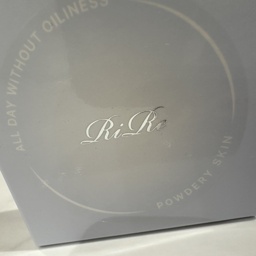 ALL DAY WITHOUT OILINESS
RiRe
POWDERY SKIN